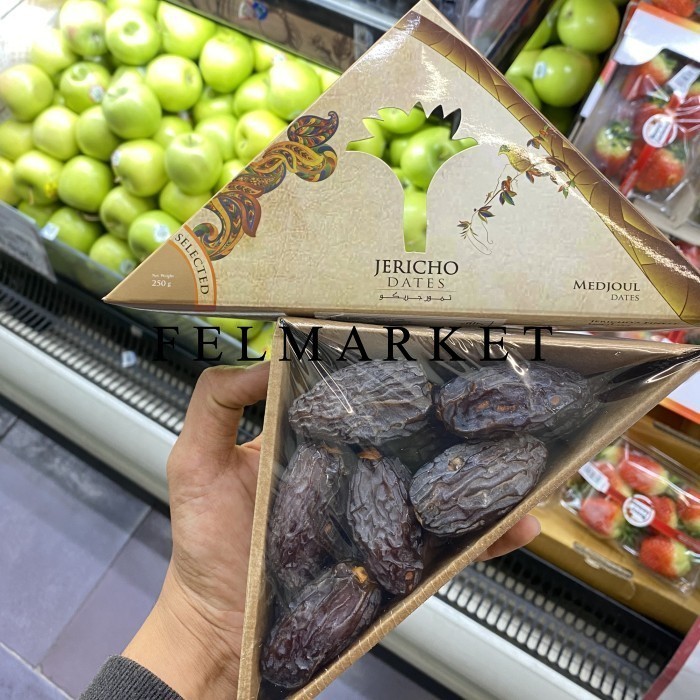 SELECTED
Net Weight
250 g
JERICHO
DATES
تمور جريكو
MEDJOUL
DATES
FELMARKET